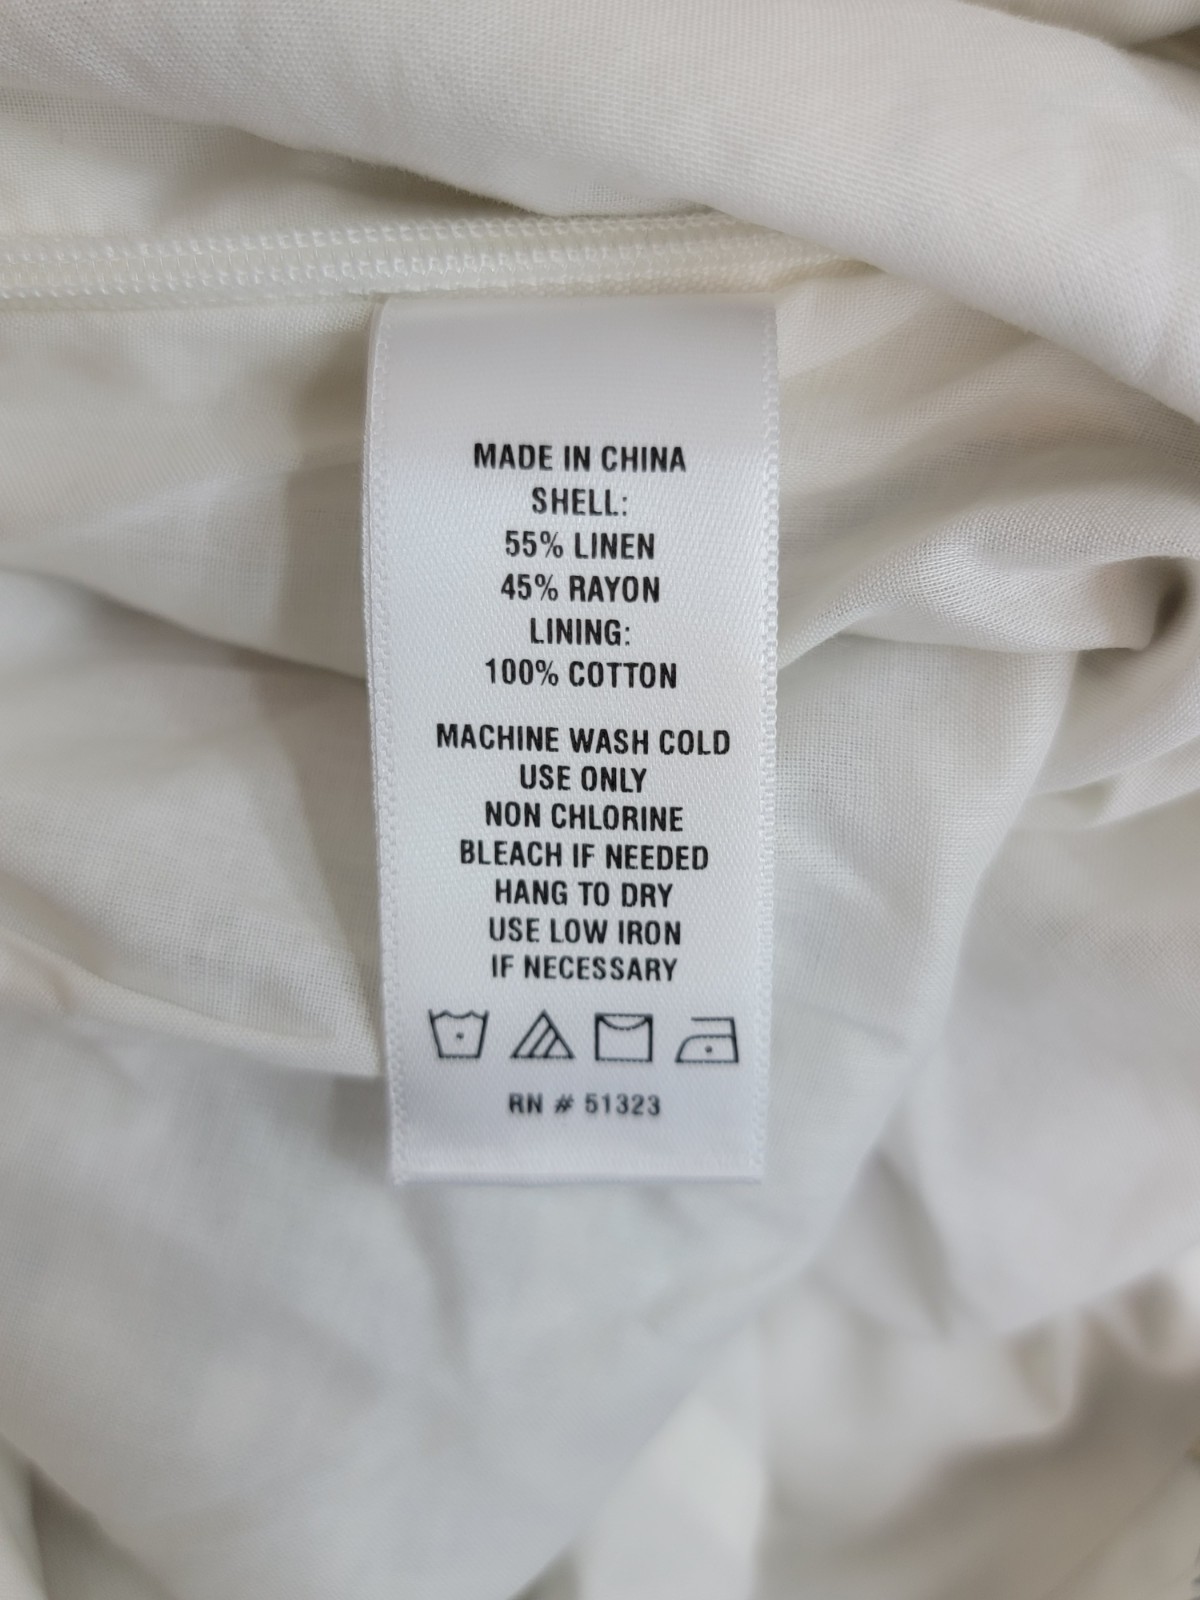 MADE IN CHINA
SHELL:
55% LINEN
45% RAYON
LINING:
100% COTTON
MACHINE WASH COLD
USE ONLY
NON CHLORINE
BLEACH IF NEEDED
HANG TO DRY
USE LOW IRON
IF NECESSARY
RN # 51323